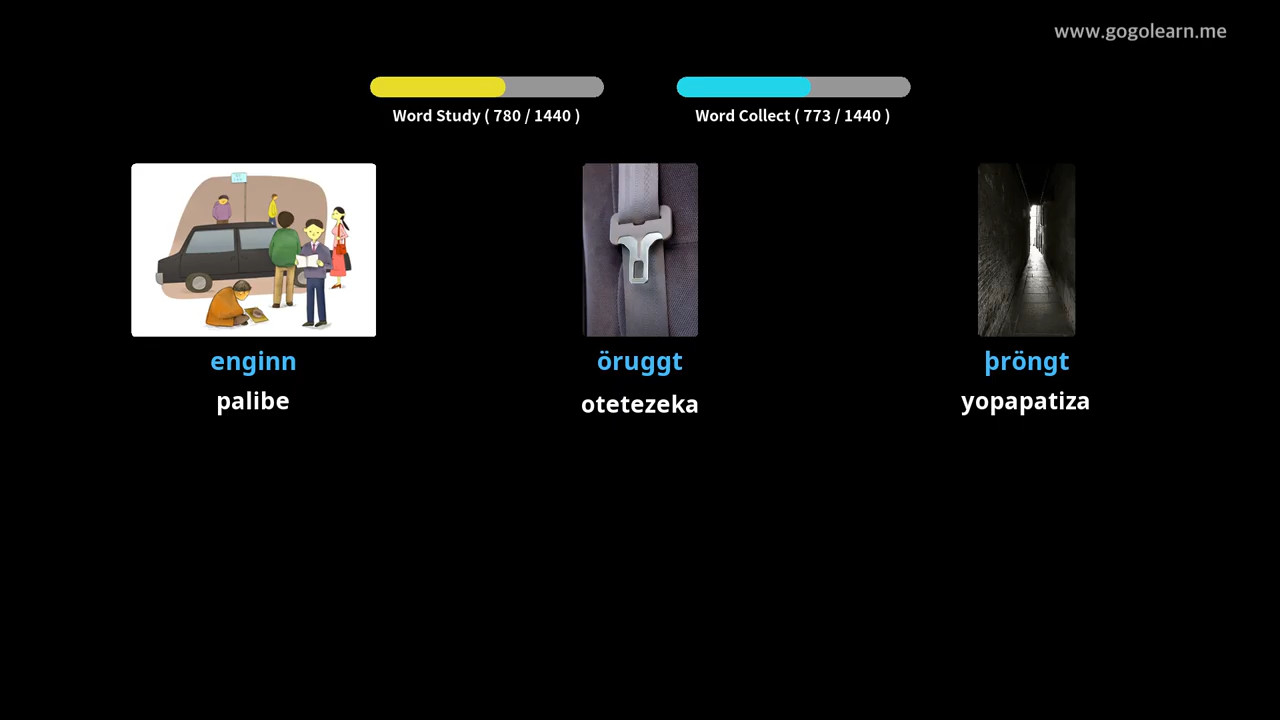 www.gogolearn.me
Word Study ( 780 / 1440 )
Word Collect ( 773 / 1440 )
enginn
öruggt
þröngt
palibe
otetezeka
yopapatiza